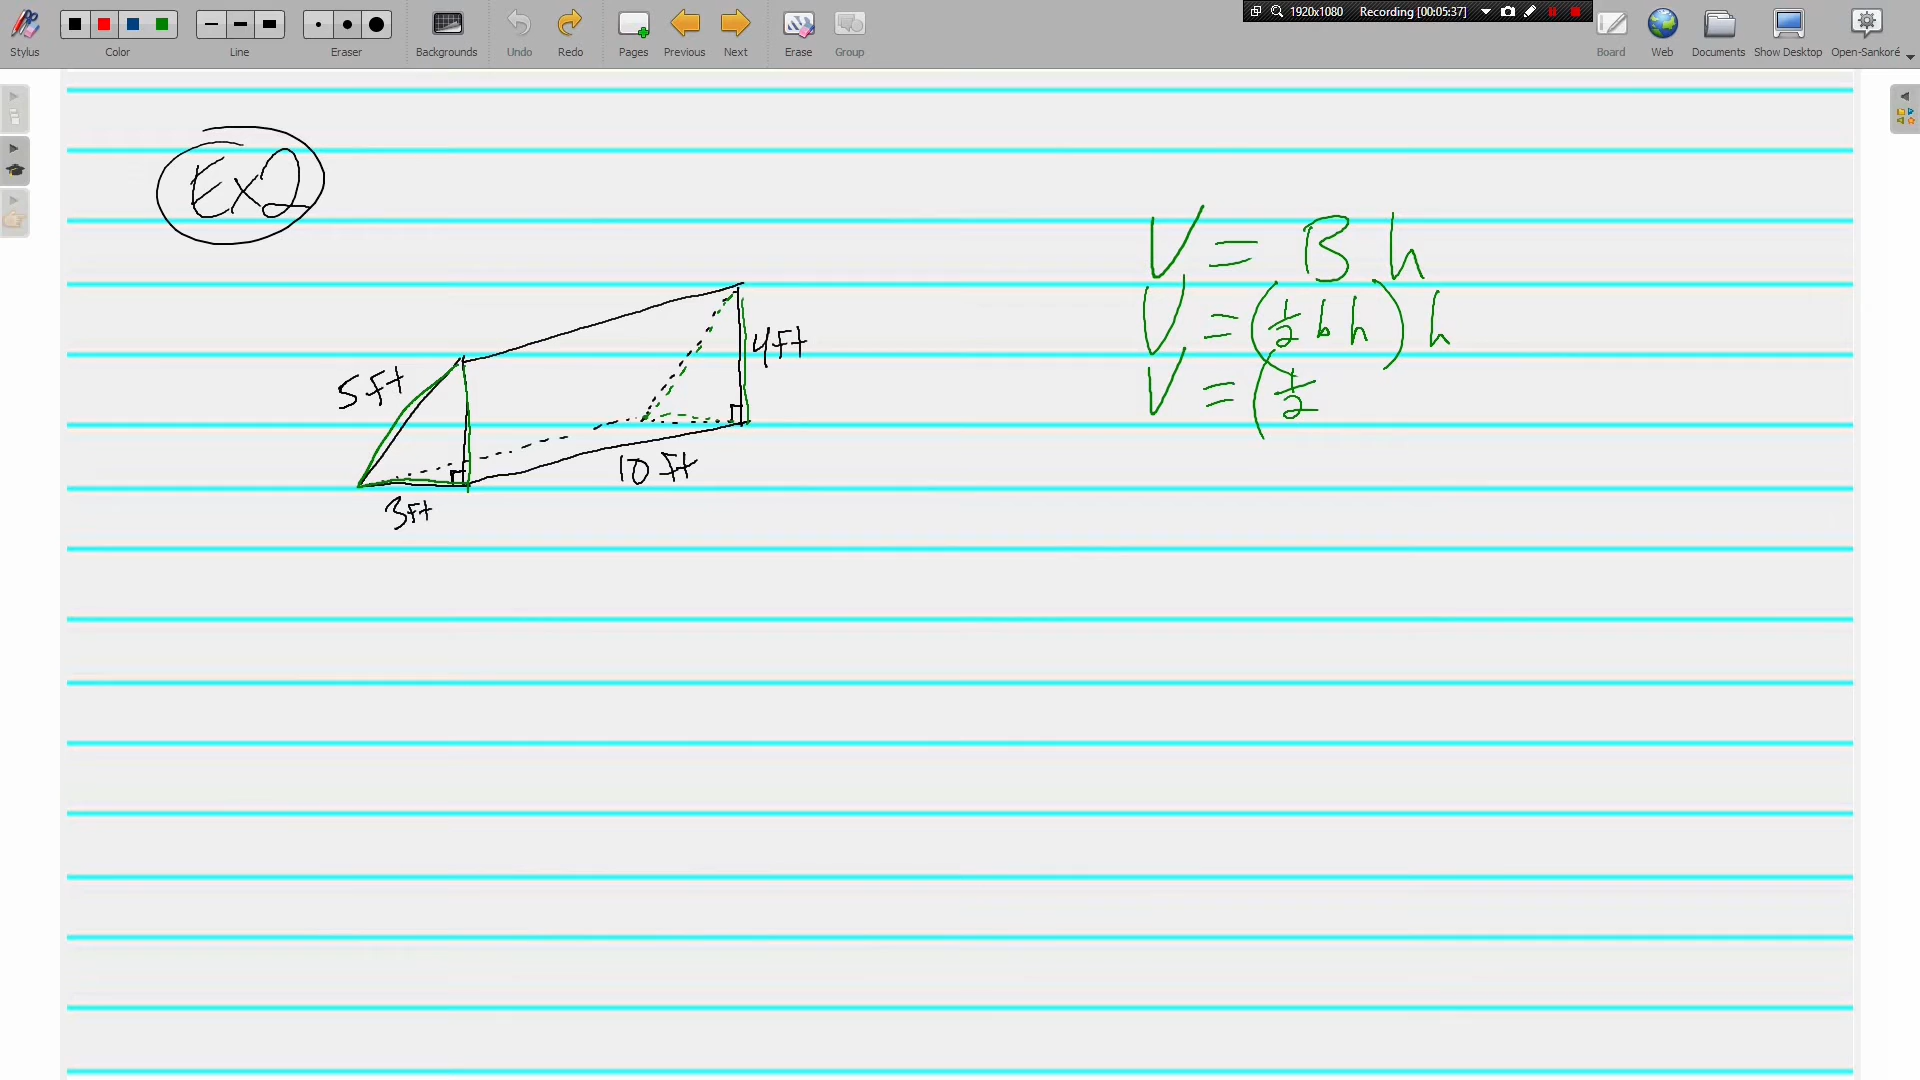 1920x1080 Recording [00:05:37]
Stylus Color Line Eraser Backgrounds Undo Redo Pages Previous Next Erase Group Board Web Documents Show Desktop Open-Sankoré
Ex2
V = B h
V = (1/2 b h) h
V = (1/2
4ft
5ft
10 ft
3ft